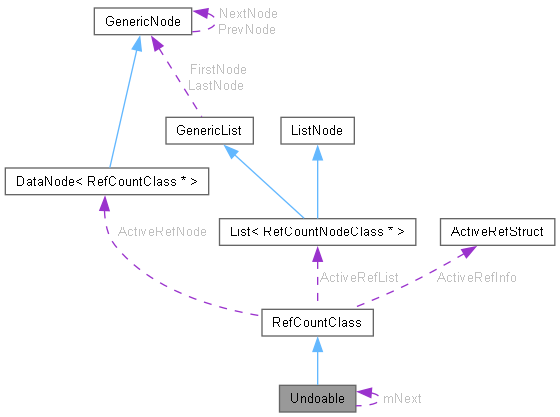 GenericNode
NextNode
PrevNode
FirstNode
LastNode
GenericList
ListNode
DataNode< RefCountClass * >
ActiveRefNode
List< RefCountNodeClass * >
ActiveRefStruct
ActiveRefList
ActiveRefInfo
RefCountClass
Undoable
mNext